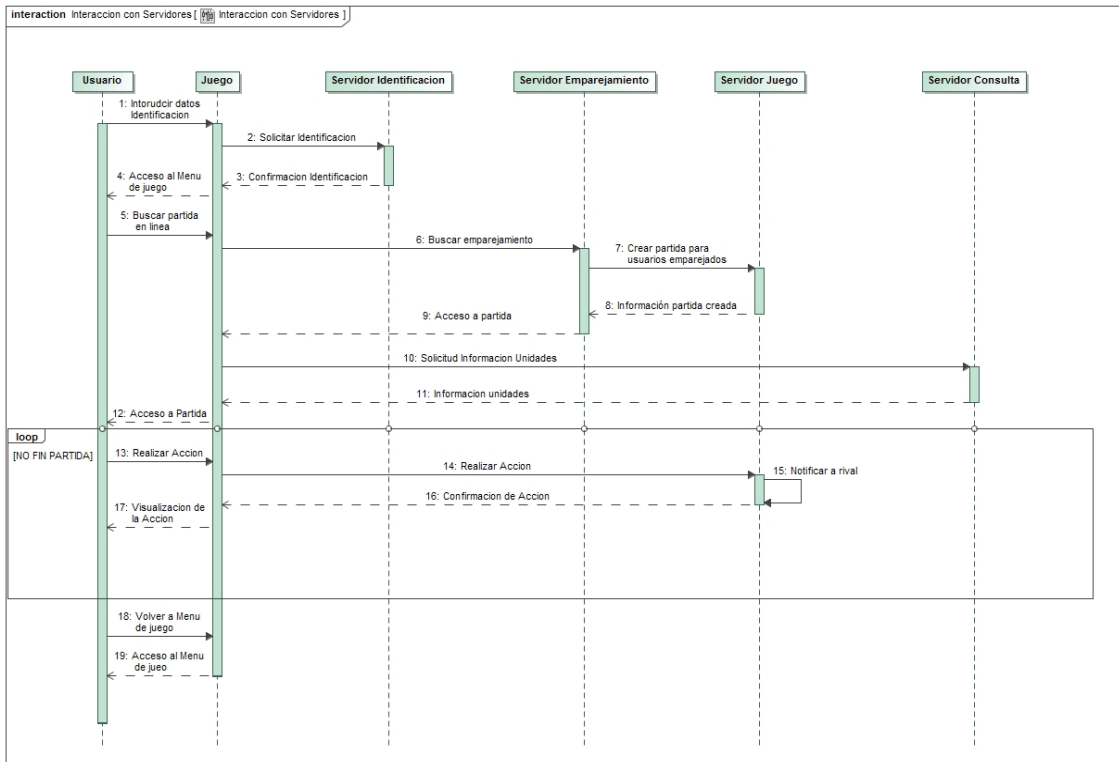 interaction Interaccion con Servidores [ Interaccion con Servidores ]
Usuario
Juego
Servidor Identificacion
Servidor Emparejamiento
Servidor Juego
Servidor Consulta
1: Intorudcir datos
Identificacion
2: Solicitar Identificacion
3: Confirmacion Identificacion
4: Acceso al Menu
de juego
5: Buscar partida
en linea
6: Buscar emparejamiento
7: Crear partida para
usuarios emparejados
8: Información partida creada
9: Acceso a partida
10: Solicitud Informacion Unidades
11: Informacion unidades
12: Acceso a Partida
loop
[NO FIN PARTIDA]
13: Realizar Accion
14: Realizar Accion
15: Notificar a rival
16: Confirmacion de Accion
17: Visualizacion de
la Accion
18: Volver a Menu
de juego
19: Acceso al Menu
de jueo